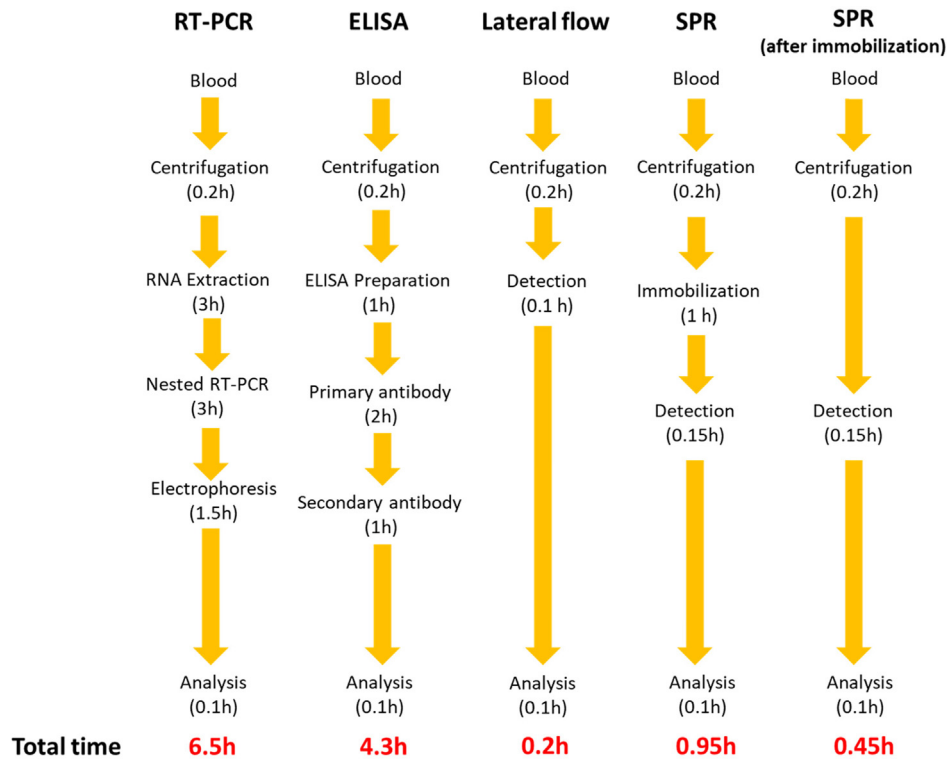 RT-PCR
Blood
Centrifugation
(0.2h)
RNA Extraction
(3h)
Nested RT-PCR
(3h)
Electrophoresis
(1.5h)
Analysis
(0.1h)
ELISA
Blood
Centrifugation
(0.2h)
ELISA Preparation
(1h)
Primary antibody
(2h)
Secondary antibody
(1h)
Analysis
(0.1h)
Lateral flow
Blood
Centrifugation
(0.2h)
Detection
(0.1 h)
Analysis
(0.1h)
SPR
Blood
Centrifugation
(0.2h)
Immobilization
(1 h)
Detection
(0.15h)
Analysis
(0.1h)
SPR
(after immobilization)
Blood
Centrifugation
(0.2h)
Detection
(0.15h)
Analysis
(0.1h)
Total time 6.5h 4.3h 0.2h 0.95h 0.45h